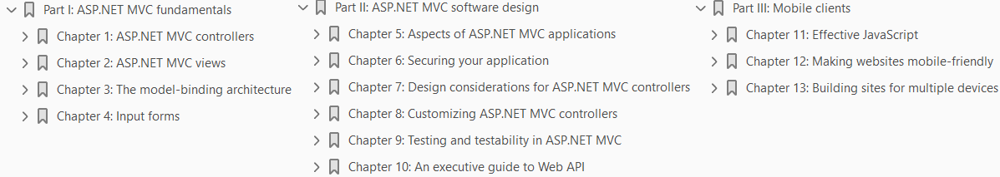 Part I: ASP.NET MVC fundamentals
Chapter 1: ASP.NET MVC controllers
Chapter 2: ASP.NET MVC views
Chapter 3: The model-binding architecture
Chapter 4: Input forms
Part II: ASP.NET MVC software design
Chapter 5: Aspects of ASP.NET MVC applications
Chapter 6: Securing your application
Chapter 7: Design considerations for ASP.NET MVC controllers
Chapter 8: Customizing ASP.NET MVC controllers
Chapter 9: Testing and testability in ASP.NET MVC
Chapter 10: An executive guide to Web API
Part III: Mobile clients
Chapter 11: Effective JavaScript
Chapter 12: Making websites mobile-friendly
Chapter 13: Building sites for multiple devices